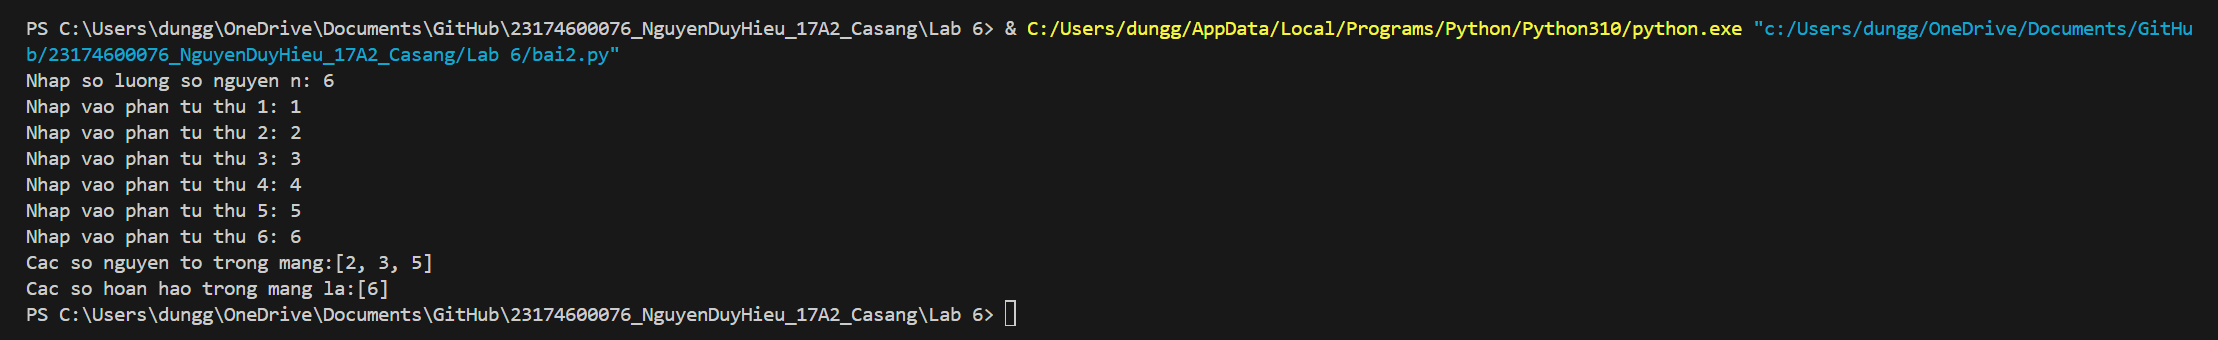 PS C:\Users\dungg\OneDrive\Documents\GitHub\23174600076_NguyenDuyHieu_17A2_Casang\Lab 6> & C:/Users/dungg/AppData/Local/Programs/Python/Python310/python.exe "c:/Users/dungg/OneDrive/Documents/GitHu
b/23174600076_NguyenDuyHieu_17A2_Casang/Lab 6/bai2.py"
Nhap so luong so nguyen n: 6
Nhap vao phan tu thu 1: 1
Nhap vao phan tu thu 2: 2
Nhap vao phan tu thu 3: 3
Nhap vao phan tu thu 4: 4
Nhap vao phan tu thu 5: 5
Nhap vao phan tu thu 6: 6
Cac so nguyen to trong mang:[2, 3, 5]
Cac so hoan hao trong mang la:[6]
PS C:\Users\dungg\OneDrive\Documents\GitHub\23174600076_NguyenDuyHieu_17A2_Casang\Lab 6>